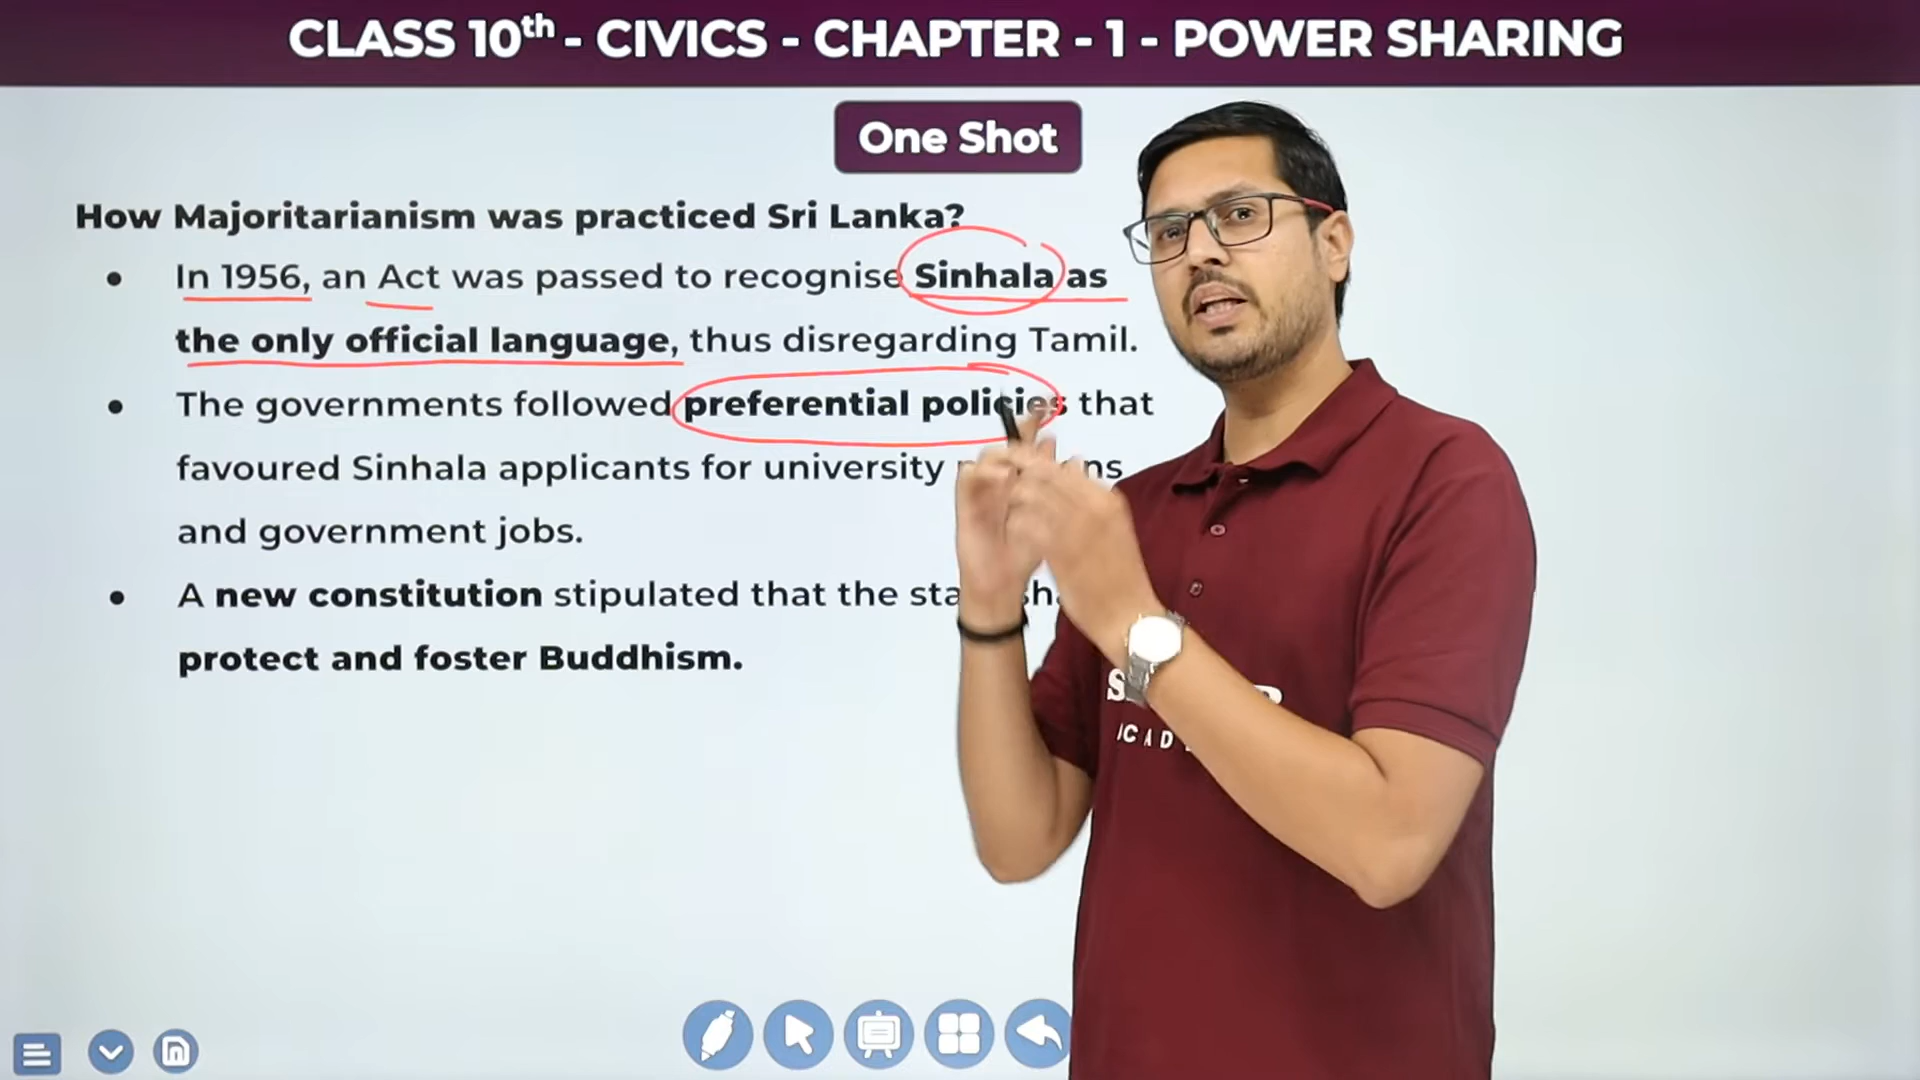 CLASS 10th - CIVICS - CHAPTER - 1 - POWER SHARING
One Shot
How Majoritarianism was practiced Sri Lanka?
• In 1956, an Act was passed to recognise Sinhala as
the only official language, thus disregarding Tamil.
• The governments followed preferential policies that
favoured Sinhala applicants for university
and government jobs.
• A new constitution stipulated that the
protect and foster Buddhism.